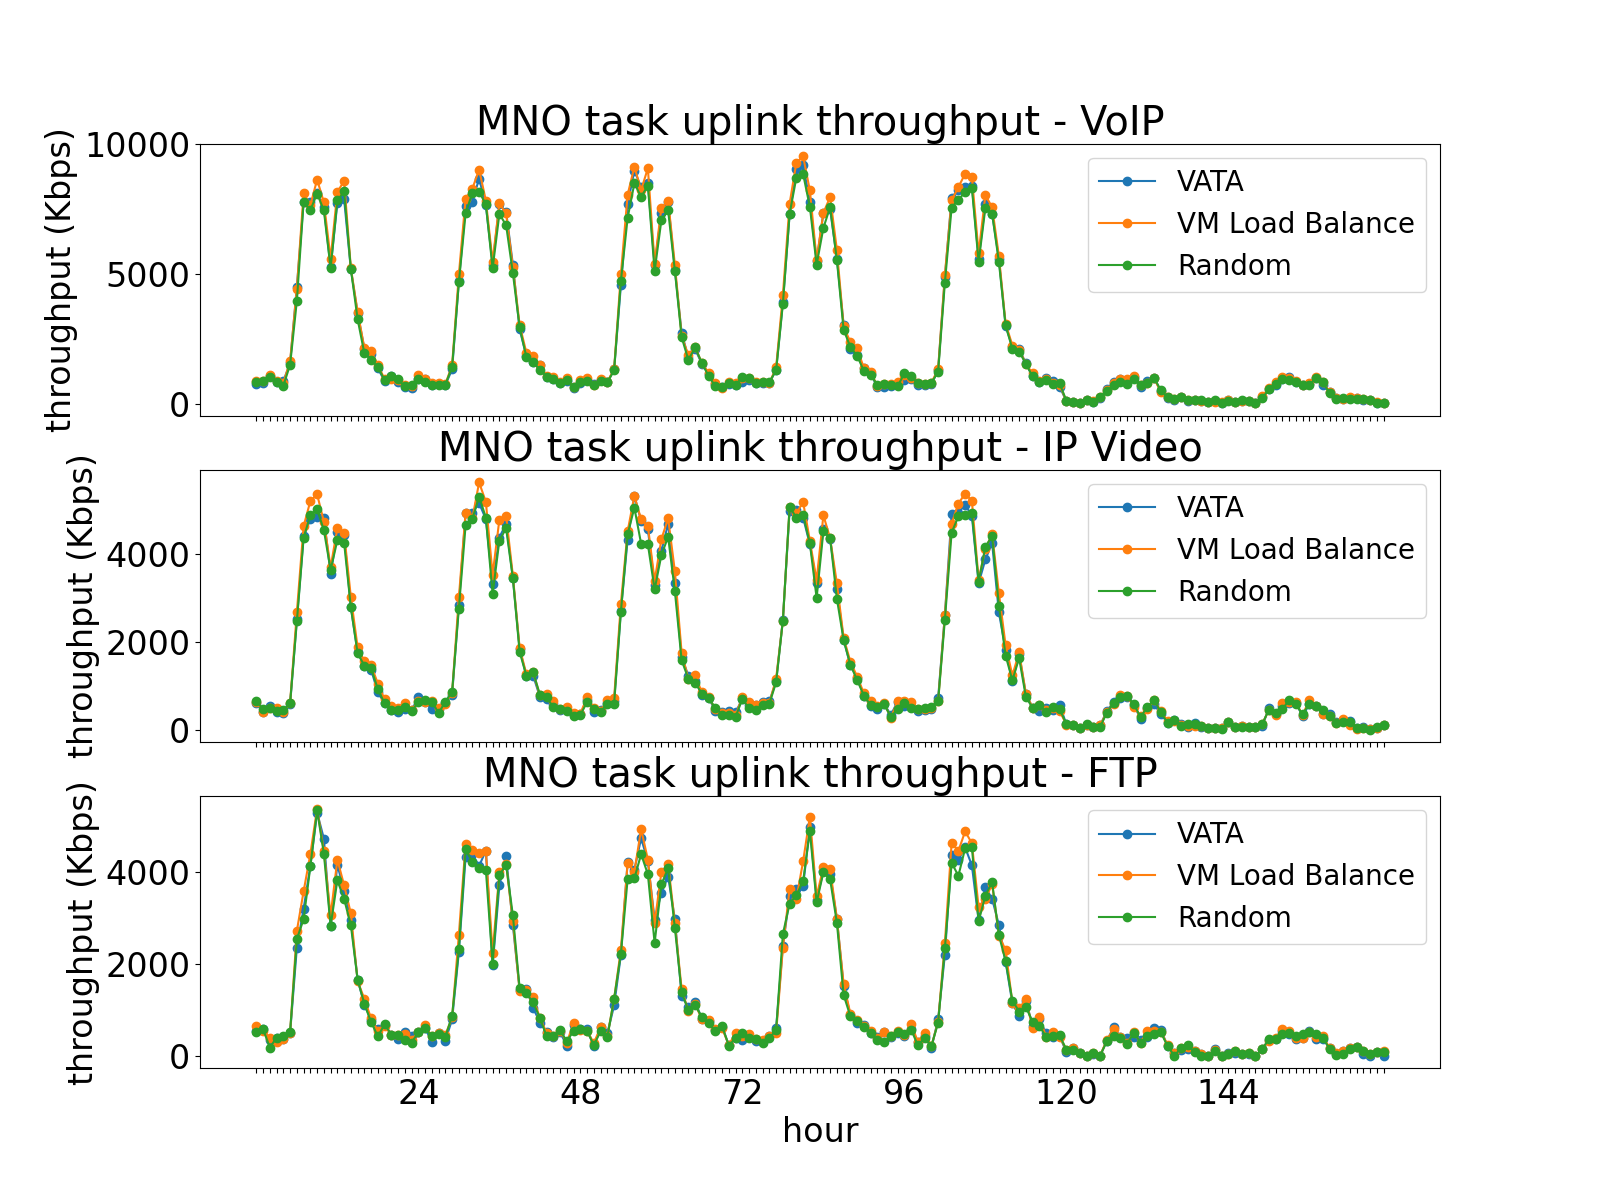 MNO task uplink throughput - VoIP
throughput (Kbps)
10000
5000
0
VATA
VM Load Balance
Random
MNO task uplink throughput - IP Video
throughput (Kbps)
4000
2000
0
VATA
VM Load Balance
Random
MNO task uplink throughput - FTP
throughput (Kbps)
4000
2000
0
VATA
VM Load Balance
Random
24 48 72 96 120 144
hour